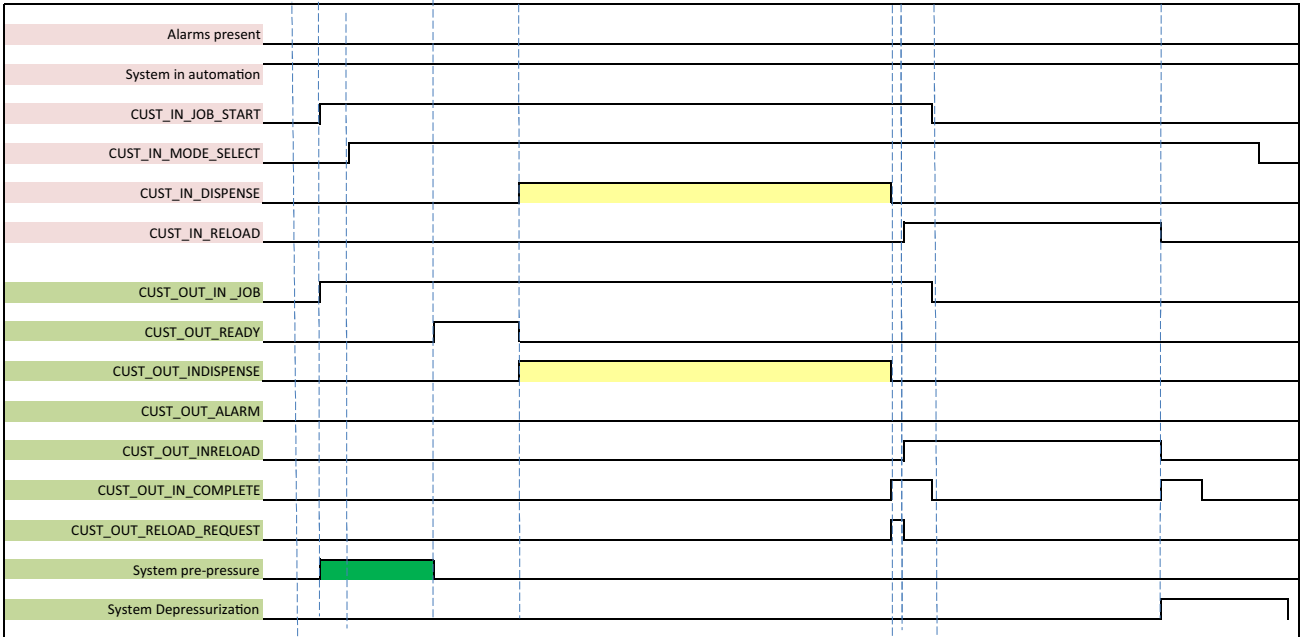 Alarms present
System in automation
CUST_IN_JOB_START
CUST_IN_MODE_SELECT
CUST_IN_DISPENSE
CUST_IN_RELOAD
CUST_OUT_IN _JOB
CUST_OUT_READY
CUST_OUT_INDISPENSE
CUST_OUT_ALARM
CUST_OUT_INRELOAD
CUST_OUT_IN_COMPLETE
CUST_OUT_RELOAD_REQUEST
System pre-pressure
System Depressurization